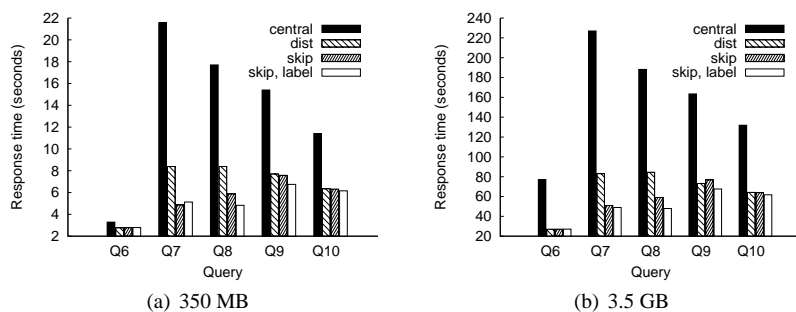 22
20
18
16
14
12
10
8
6
4
2
Response time (seconds)
central
dist
skip
skip, label
Q6 Q7 Q8 Q9 Q10
Query
(a) 350 MB
240
220
200
180
160
140
120
100
80
60
40
20
Response time (seconds)
central
dist
skip
skip, label
Q6 Q7 Q8 Q9 Q10
Query
(b) 3.5 GB